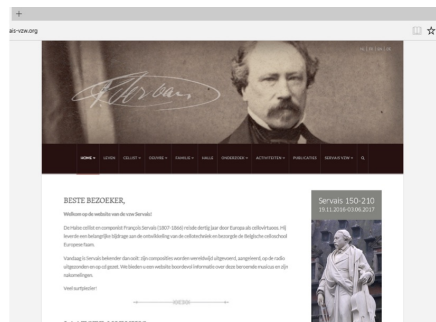 ais-vzw.org
Servais
HOME
LEVEN
CELLIST
OEUVRE
FAMILIE
HALLE
ONDERZOEK
ACTIVITEITEN
PUBLICATIES
SERVAIS VZW
BESTE BEZOEKER,
Welkom op de website van de vzw Servais!
De Halse cellist en componist François Servais (1807-1866) reisde dertig jaar door Europa als cellovirtuoos. Hij
leverde een belangrijke bijdrage aan de ontwikkeling van de cellotechniek en bezorgde de Belgische celloschool
Europese faam.
Vandaag is Servais bekender dan ooit: zijn composities worden wereldwijd uitgevoerd, aangeleerd, op de radio
uitgezonden en op cd gezet. We bieden u een website boordevol informatie over deze beroemde musicus en zijn
nakomelingen.
Veel surfplezier!
Servais 150-210
19.11.2016-03.06.2017